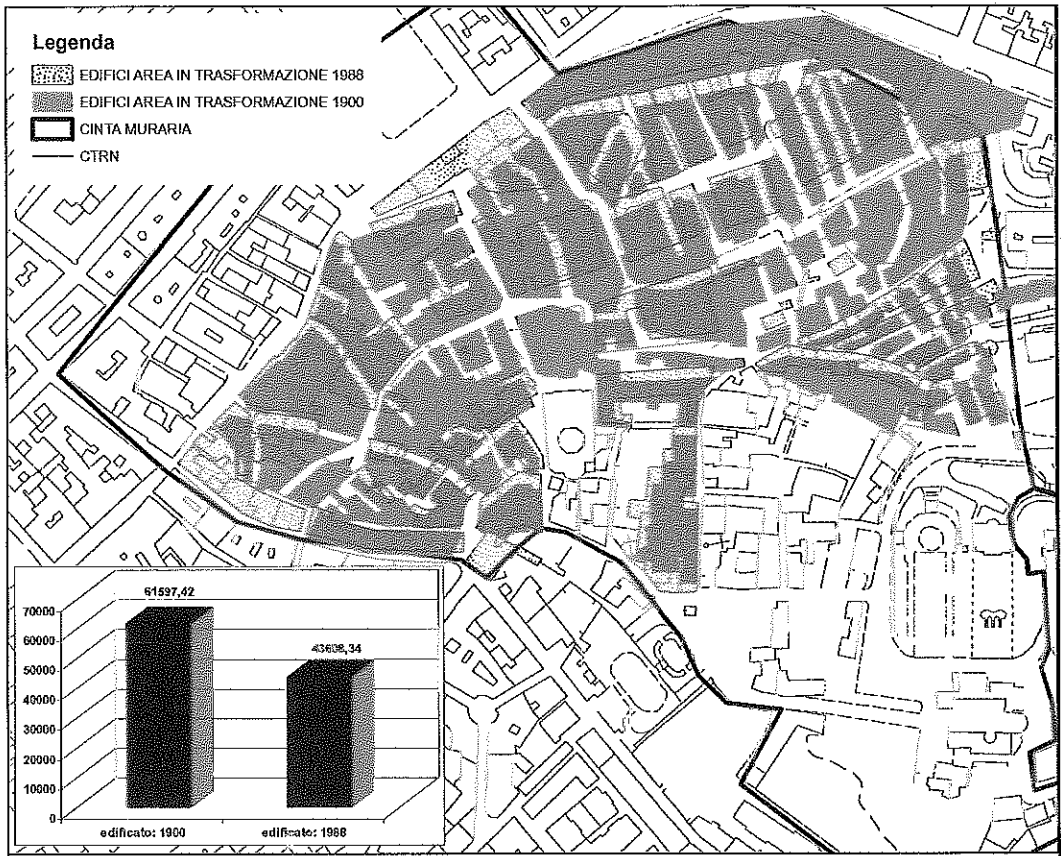 Legenda
EDIFICI AREA IN TRASFORMAZIONE 1988
EDIFICI AREA IN TRASFORMAZIONE 1900
CINTA MURARIA
CTRN
61597,42
43608,34
70000
60000
50000
40000
30000
20000
10000
0
edificato: 1900
edificato: 1988